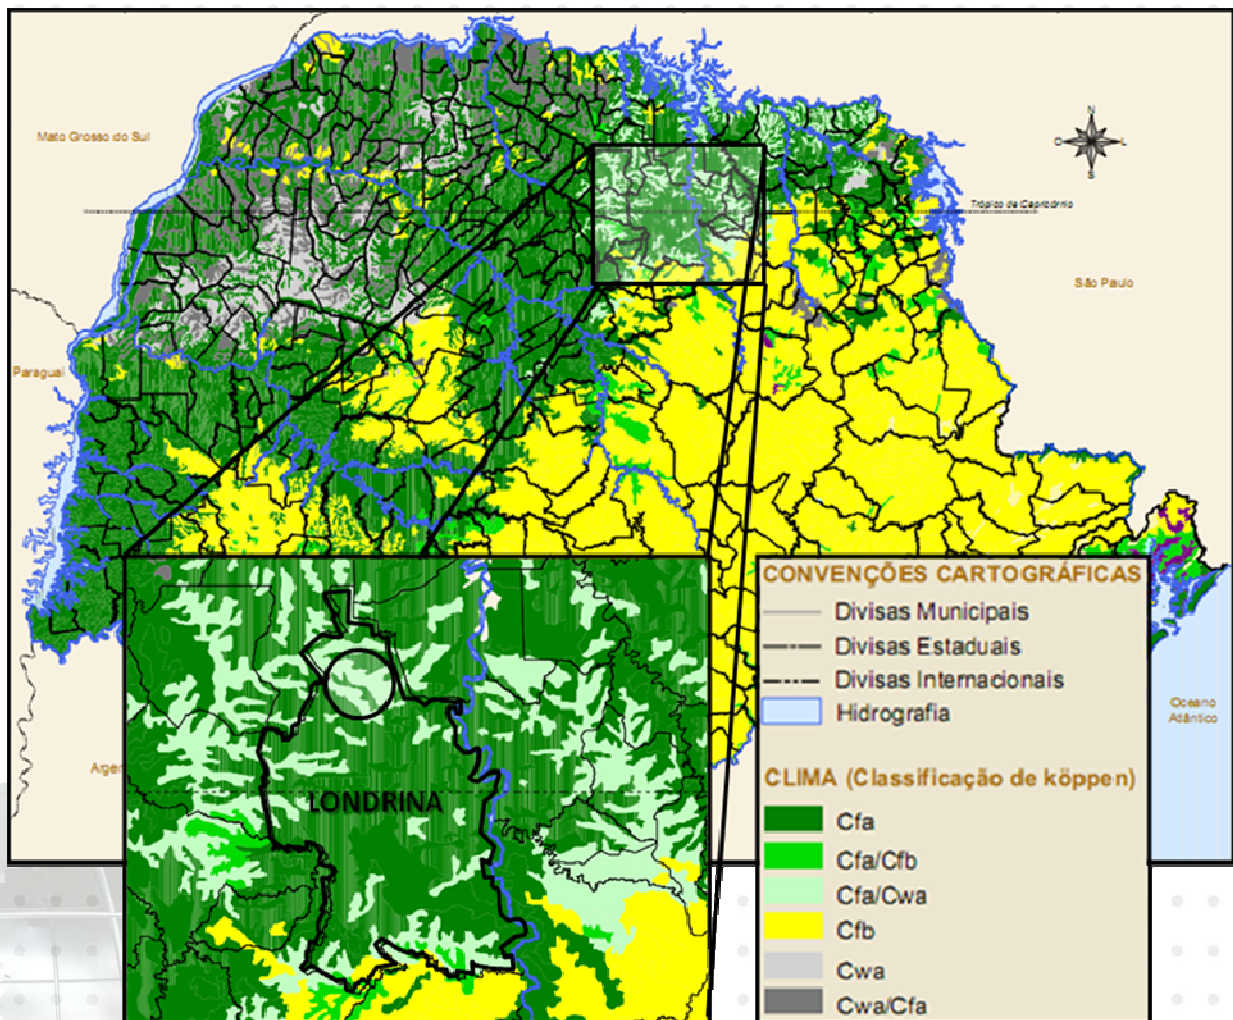 N
Mato Grosso do Sul
O
L
S
Trópico de Capricórnio
São Paulo
Paraguai
CONVENÇÕES CARTOGRÁFICAS
Divisas Municipais
Divisas Estaduais
Divisas Internacionais
Hidrografia
Oceano
Atlântico
Argen
CLIMA (Classificação de köppen)
LONDRINA
Cfa
Cfa/Cfb
Cfa/Cwa
Cfb
Cwa
Cwa/Cfa